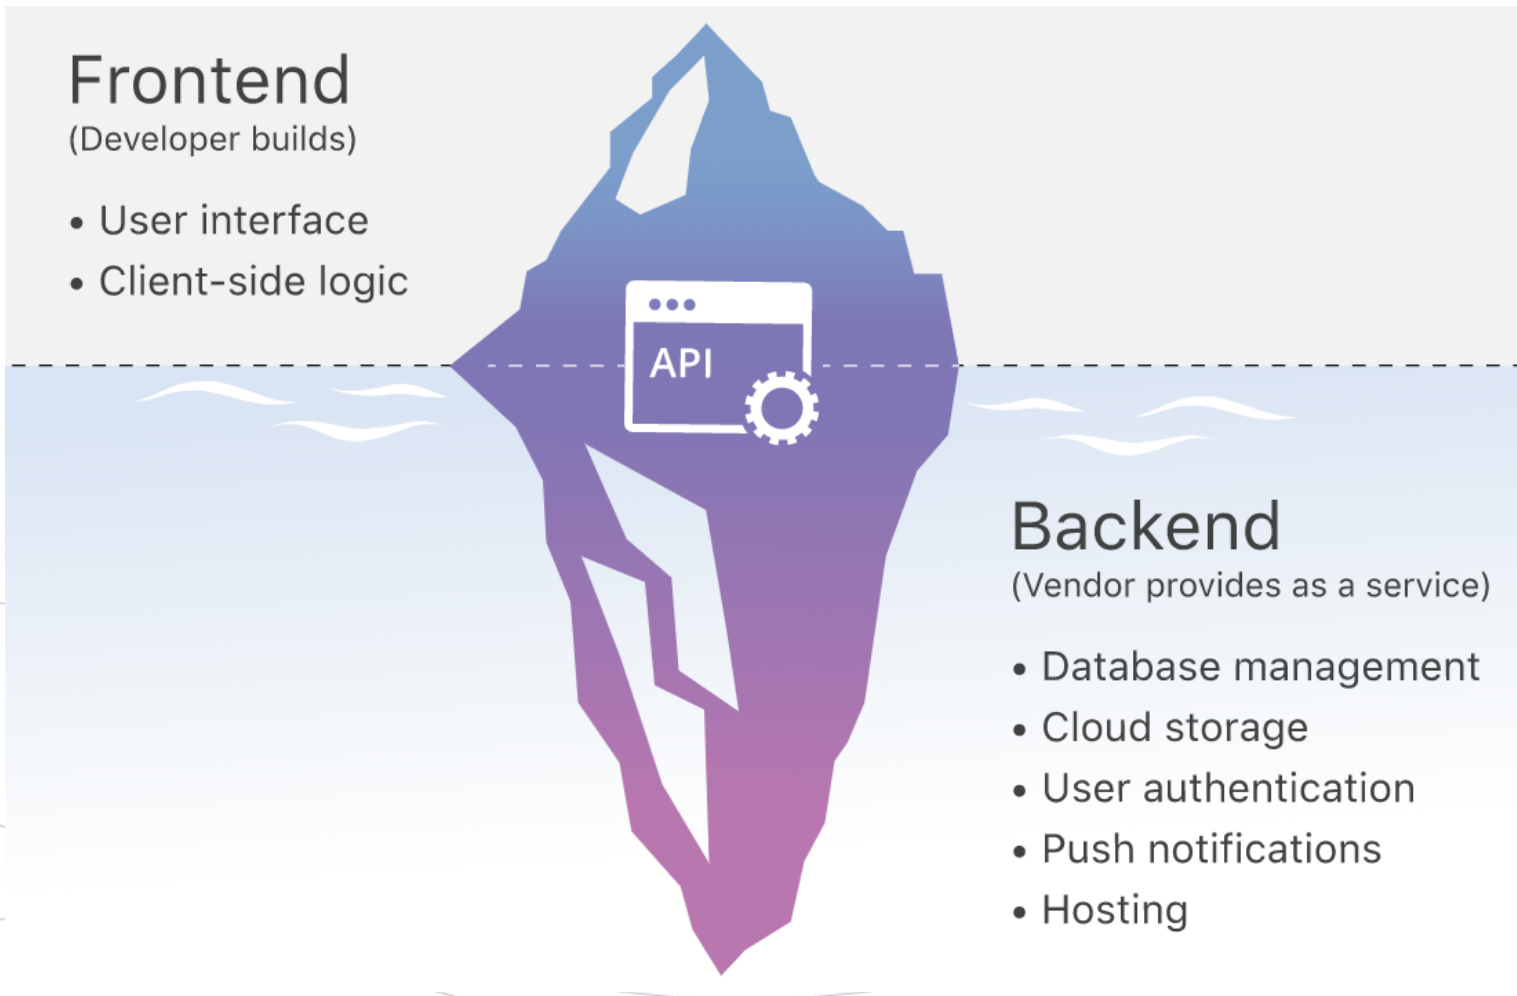 Frontend
(Developer builds)
• User interface
• Client-side logic
API
Backend
(Vendor provides as a service)
• Database management
• Cloud storage
• User authentication
• Push notifications
• Hosting